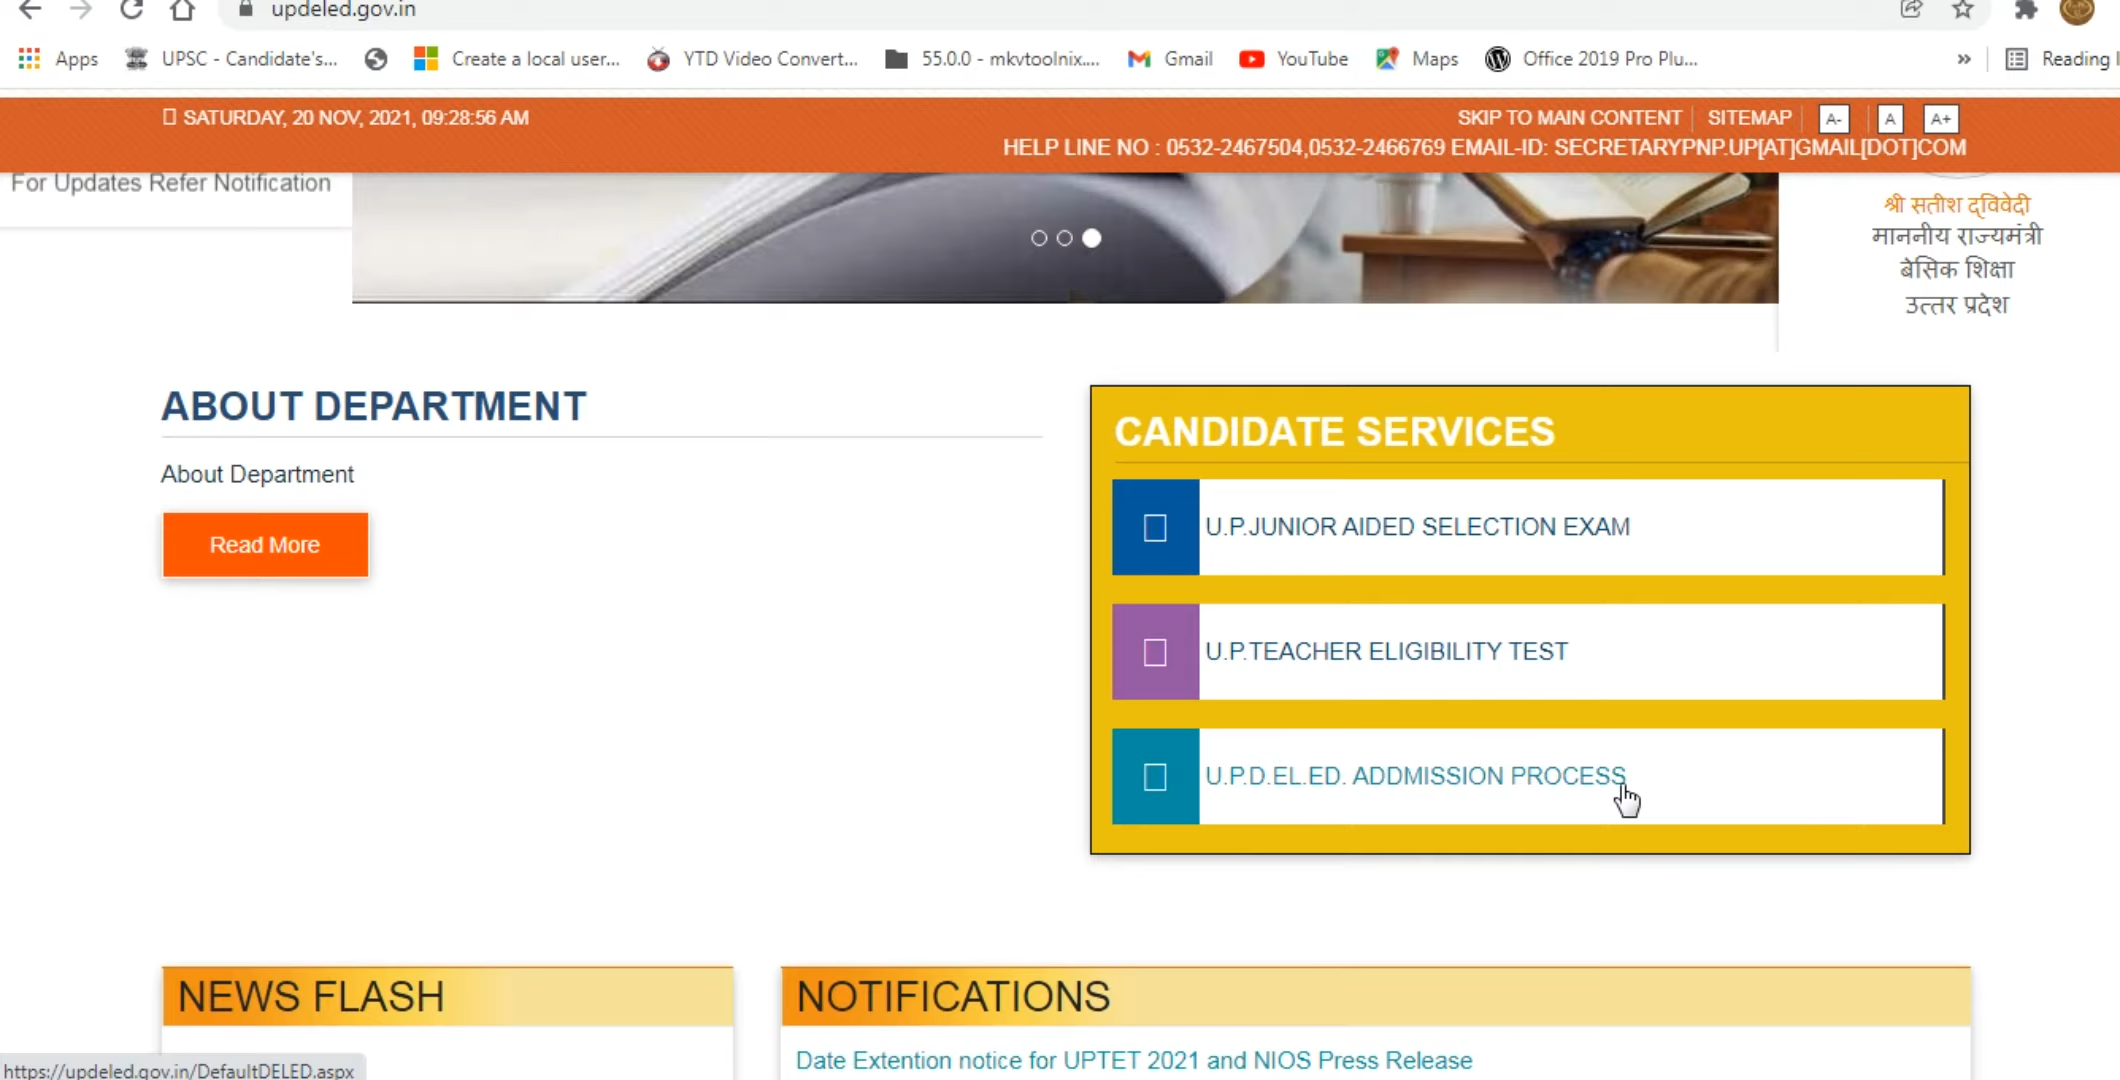 updeled.gov.in
Apps UPSC - Candidate's... Create a local user... YTD Video Convert... 55.0.0 - mkvtoolnix.... Gmail YouTube Maps Office 2019 Pro Plu... » Reading
SATURDAY, 20 NOV, 2021, 09:28:56 AM
SKIP TO MAIN CONTENT SITEMAP A- A A+
HELP LINE NO : 0532-2467504,0532-2466769 EMAIL-ID: SECRETARYPNP.UP[AT]GMAIL[DOT]COM
For Updates Refer Notification
श्री सतीश द्विवेदी
माननीय राज्यमंत्री
बेसिक शिक्षा
उत्तर प्रदेश
ABOUT DEPARTMENT
About Department
Read More
CANDIDATE SERVICES
U.P.JUNIOR AIDED SELECTION EXAM
U.P.TEACHER ELIGIBILITY TEST
U.P.D.EL.ED. ADDMISSION PROCESS
NEWS FLASH
NOTIFICATIONS
Date Extention notice for UPTET 2021 and NIOS Press Release
https://updeled.gov.in/DefaultDELED.aspx